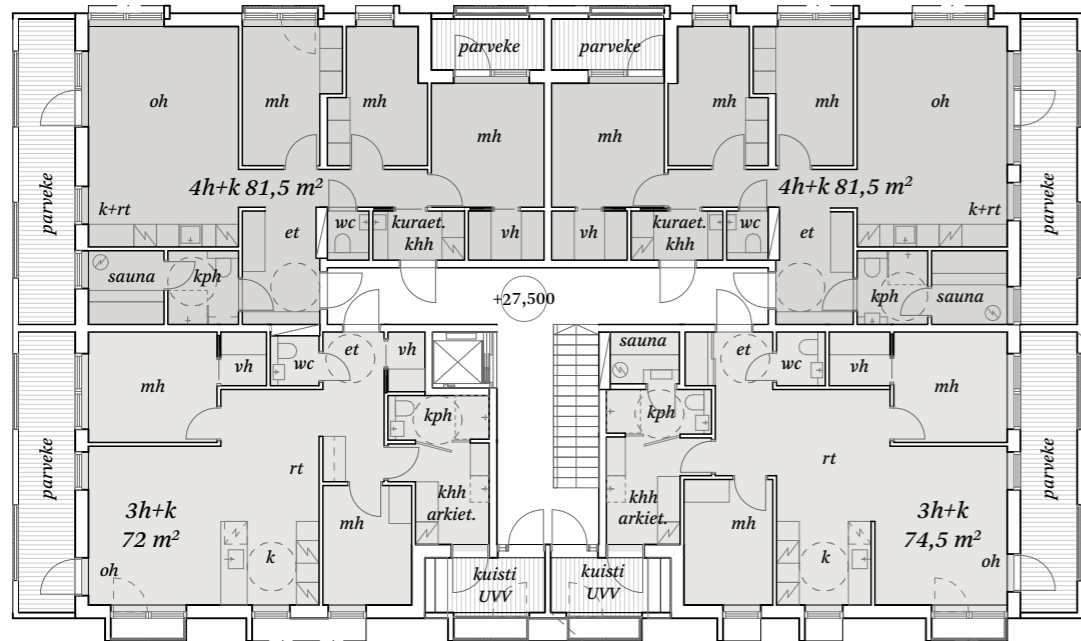 parveke
parveke
oh
mh
mh
mh
mh
mh
mh
oh
4h+k 81,5 m²
4h+k 81,5 m²
parveke
k+rt
et
wc
kuraet.
khh
vh
vh
kuraet.
khh
wc
et
k+rt
parveke
sauna
kph
+27,500
kph
sauna
mh
vh
wc
et
vh
sauna
et
wc
vh
mh
parveke
kph
kph
parveke
rt
rt
3h+k
72 m²
mh
khh
arkiet.
khh
arkiet.
mh
3h+k
74,5 m²
oh
k
kuisti
UVV
kuisti
UVV
k
oh